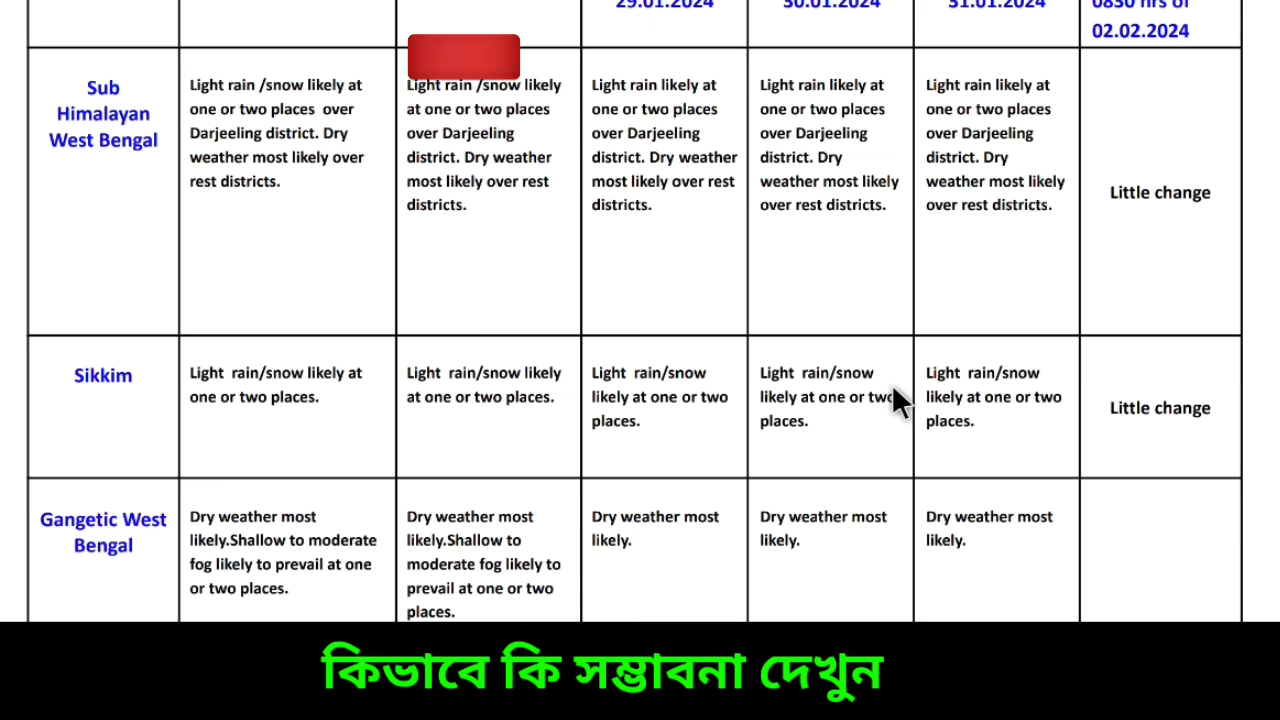 29.01.2024
30.01.2024
31.01.2024
0830 hrs of
02.02.2024
Sub
Himalayan
West Bengal
Light rain /snow likely at
one or two places over
Darjeeling district. Dry
weather most likely over
rest districts.
Light rain /snow likely
at one or two places
over Darjeeling
district. Dry weather
most likely over rest
districts.
Light rain likely at
one or two places
over Darjeeling
district. Dry weather
most likely over rest
districts.
Light rain likely at
one or two places
over Darjeeling
district. Dry
weather most likely
over rest districts.
Light rain likely at
one or two places
over Darjeeling
district. Dry
weather most likely
over rest districts.
Little change
Sikkim
Light rain/snow likely at
one or two places.
Light rain/snow likely
at one or two places.
Light rain/snow
likely at one or two
places.
Light rain/snow
likely at one or two
places.
Light rain/snow
likely at one or two
places.
Little change
Gangetic West
Bengal
Dry weather most
likely.Shallow to moderate
fog likely to prevail at one
or two places.
Dry weather most
likely.Shallow to
moderate fog likely to
prevail at one or two
places.
Dry weather most
likely.
Dry weather most
likely.
Dry weather most
likely.
কিভাবে কি সম্ভাবনা দেখুন